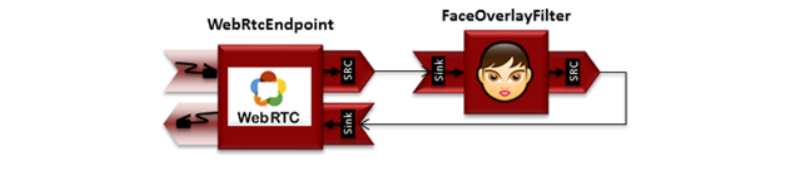 FaceOverlayFilter
WebRtcEndpoint
SRC
Sink
SRC
WebRTC
Sink